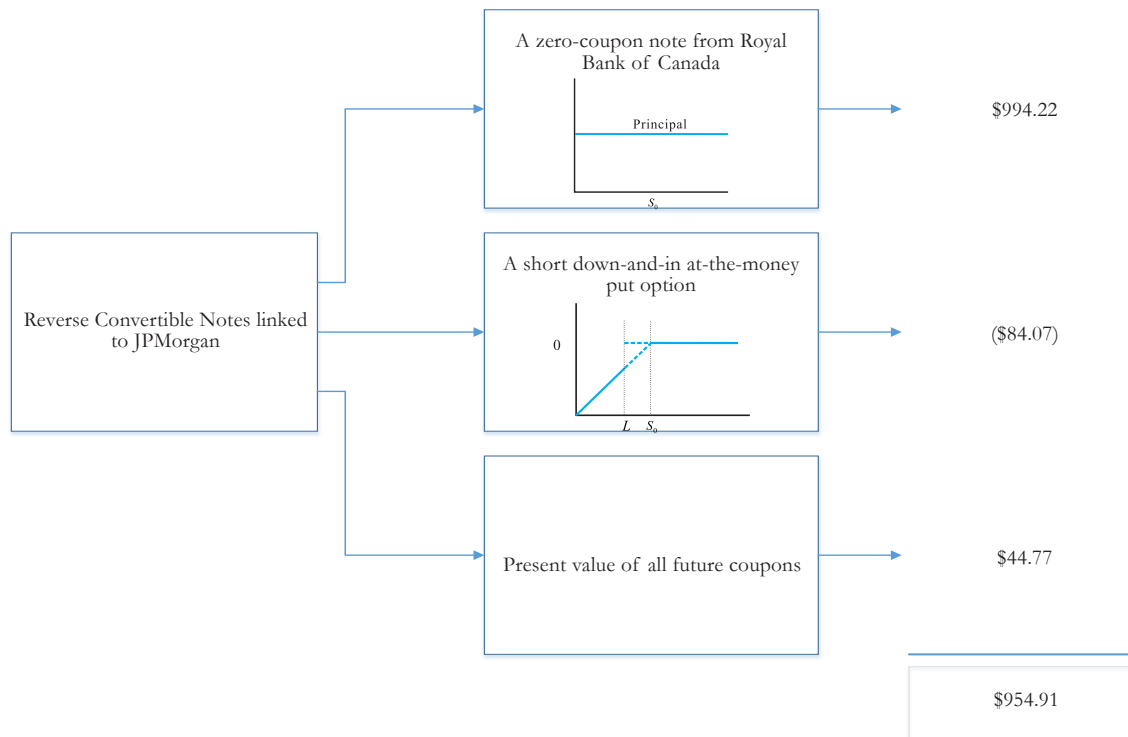 A zero-coupon note from Royal
Bank of Canada
Principal
S₀
$994.22
Reverse Convertible Notes linked
to JPMorgan
A short down-and-in at-the-money
put option
0
L S₀
($84.07)
Present value of all future coupons
$44.77
$954.91